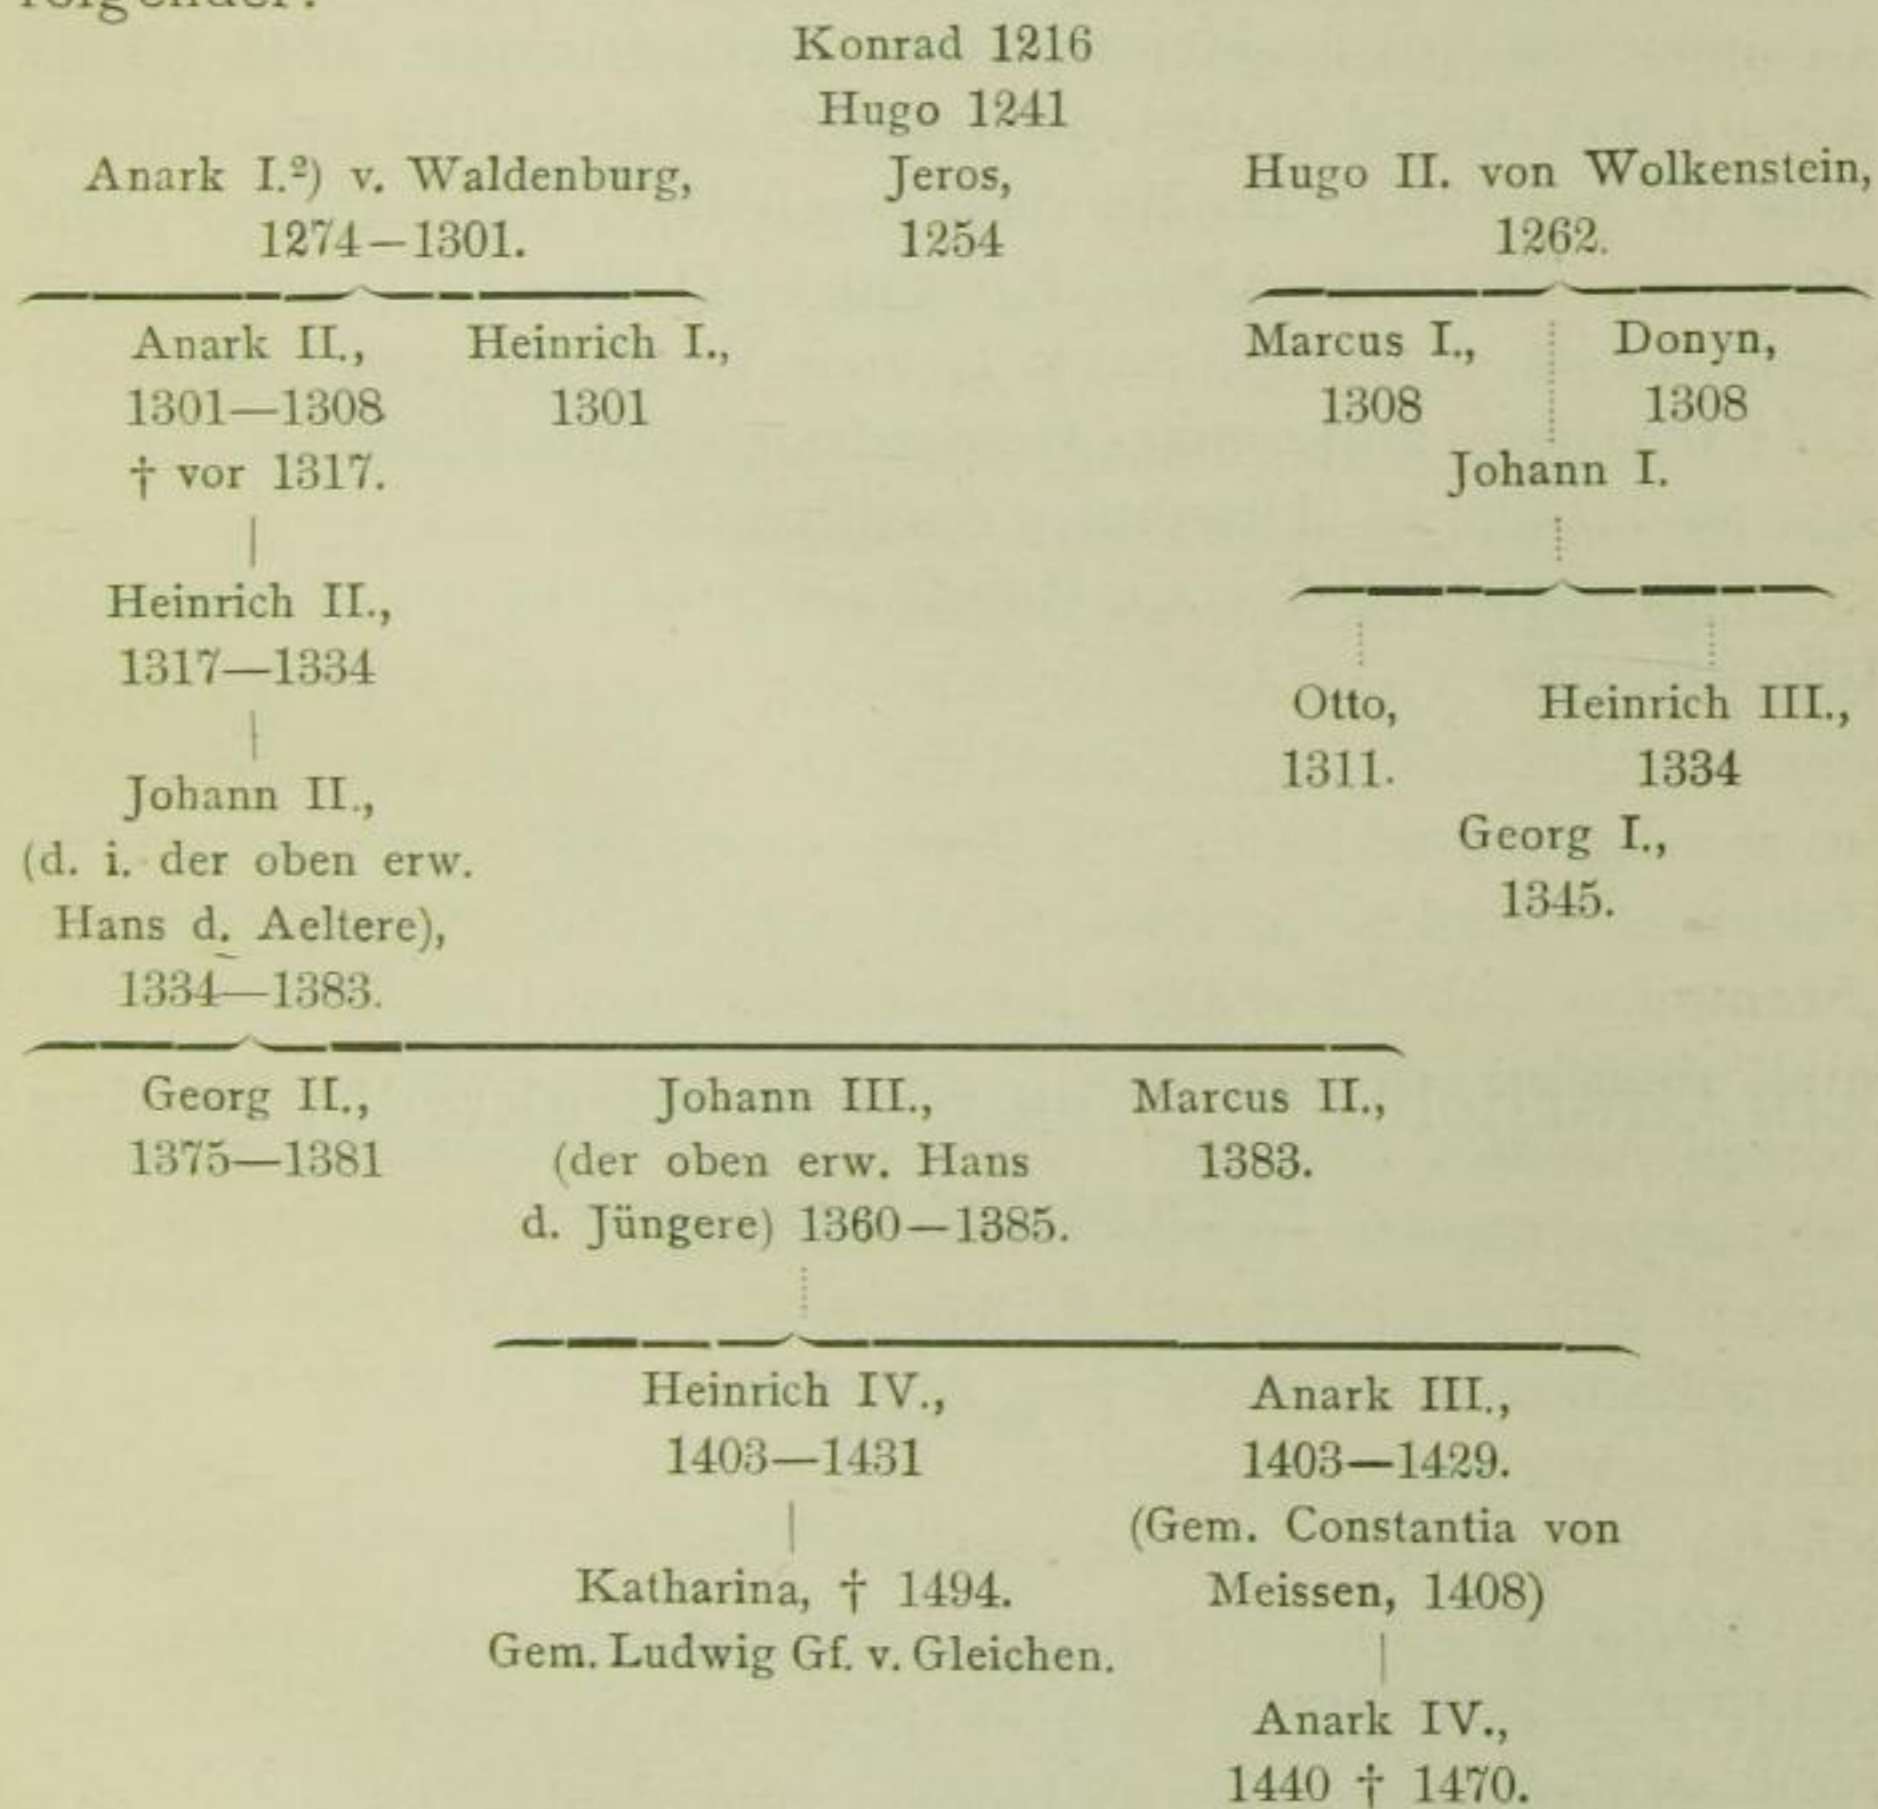 folgender:
Konrad 1216
Hugo 1241
Anark I.²) v. Waldenburg,
1274–1301.
Jeros,
1254
Hugo II. von Wolkenstein,
1262.
Anark II.,
1301—1308
† vor 1317.
Heinrich I.,
1301
Marcus I.,
1308
Donyn,
1308
Johann I.
Heinrich II.,
1317—1334
Otto,
1311.
Heinrich III.,
1334
Georg I.,
1345.
Johann II.,
(d. i. der oben erw.
Hans d. Aeltere),
1334—1383.
Georg II.,
1375—1381
Johann III.,
(der oben erw. Hans
d. Jüngere) 1360–1385.
Marcus II.,
1383.
Heinrich IV.,
1403—1431
Katharina, † 1494.
Gem. Ludwig Gf. v. Gleichen.
Anark III.,
1403—1429.
(Gem. Constantia von
Meissen, 1408)
Anark IV.,
1440 † 1470.